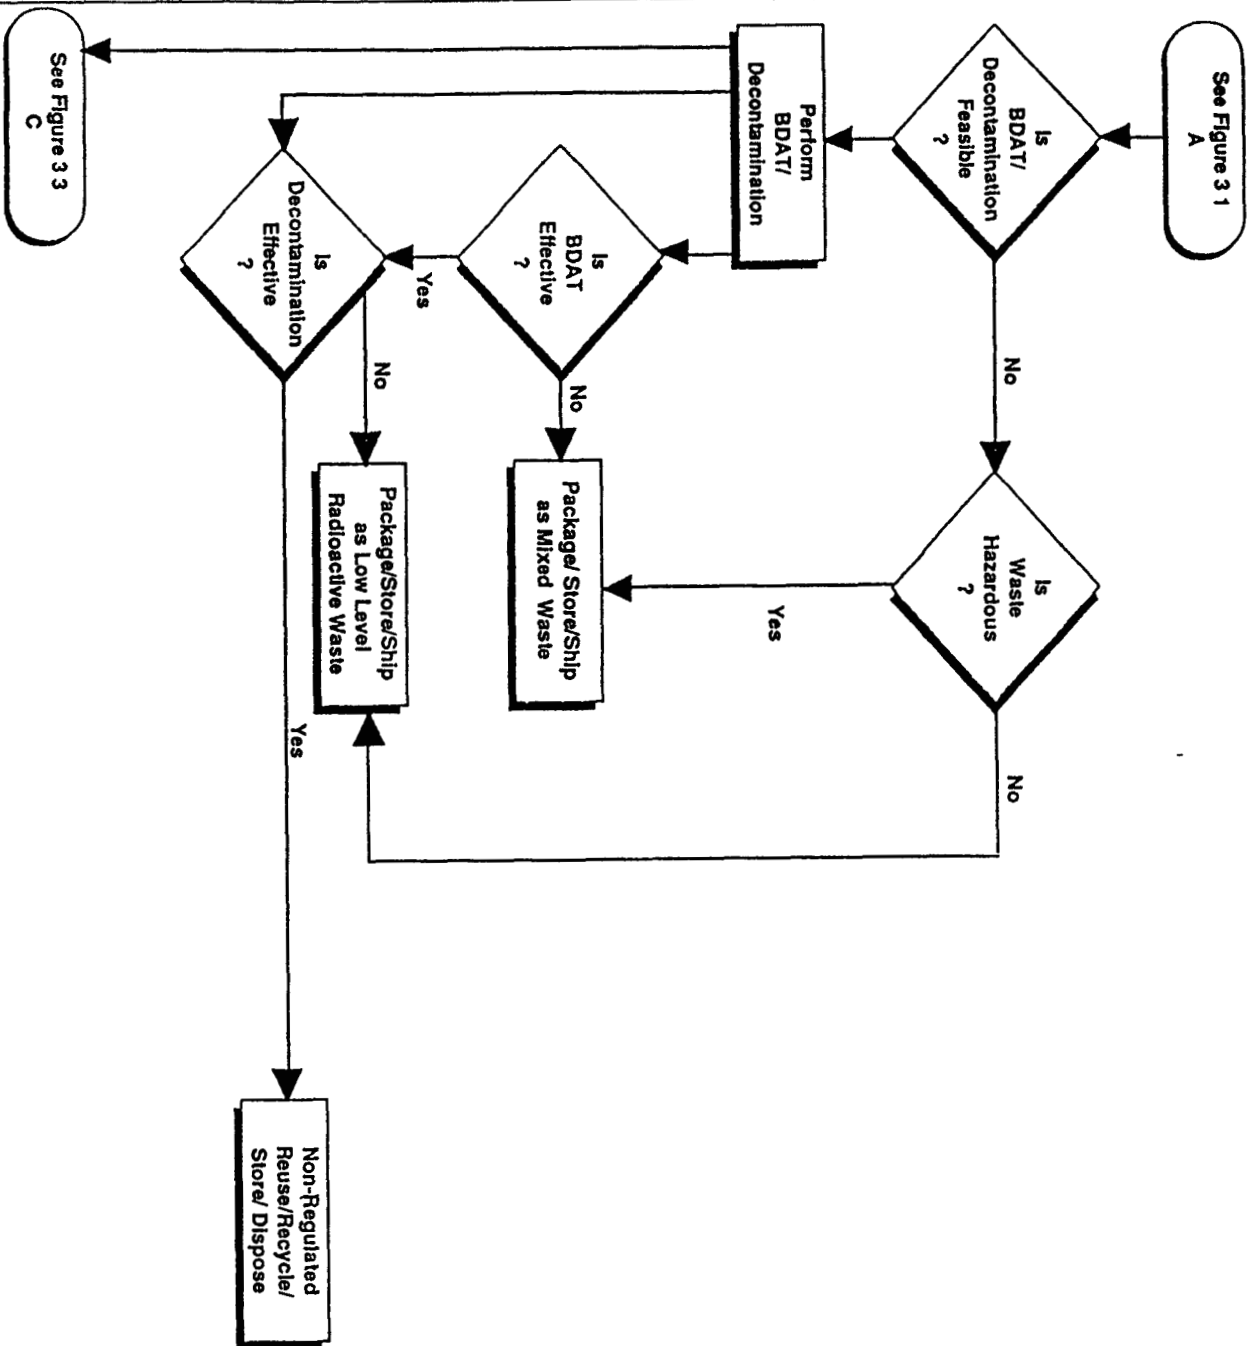 See Figure 3 1
A
Is
BDAT/
Decontamination
Feasible
?
No
Is
Waste
Hazardous
?
No
Yes
Perform
BDAT/
Decontamination
Is
BDAT
Effective
?
No
Package/ Store/Ship
as Mixed Waste
Yes
Is
Decontamination
Effective
?
No
Package/Store/Ship
as Low Level
Radioactive Waste
Yes
Non-Regulated
Reuse/Recycle/
Store/ Dispose
See Figure 3 3
C